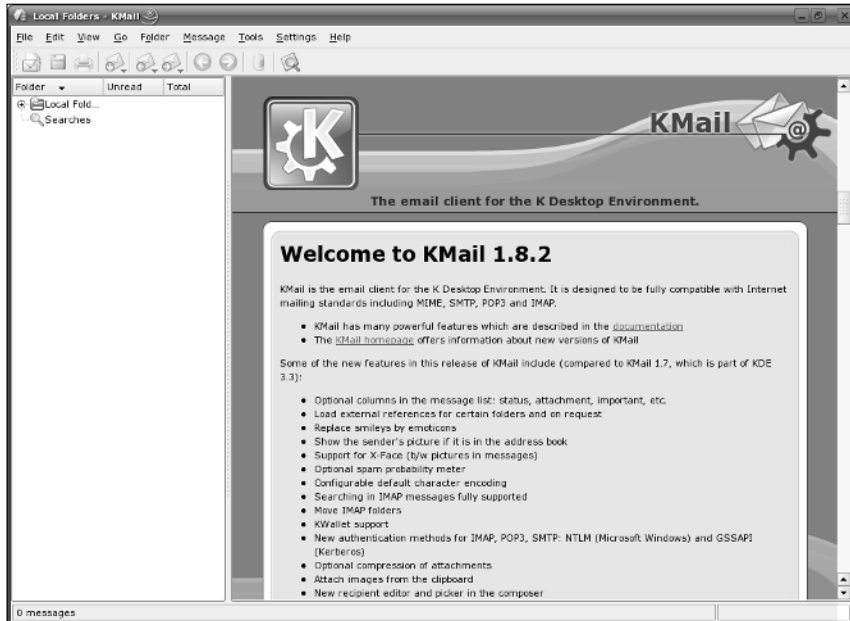 Local Folders - KMail
File Edit View Go Folder Message Tools Settings Help
Folder Unread Total
Local Fold...
Searches
K
KMail
@
The email client for the K Desktop Environment.
Welcome to KMail 1.8.2
KMail is the email client for the K Desktop Environment. It is designed to be fully compatible with Internet
mailing standards including MIME, SMTP, POP3 and IMAP.
• KMail has many powerful features which are described in the documentation
• The KMail homepage offers information about new versions of KMail
Some of the new features in this release of KMail include (compared to KMail 1.7, which is part of KDE
3.3):
• Optional columns in the message list: status, attachment, important, etc.
• Load external references for certain folders and on request
• Replace smileys by emoticons
• Show the sender's picture if it is in the address book
• Support for X-Face (b/w pictures in messages)
• Optional spam probability meter
• Configurable default character encoding
• Searching in IMAP messages fully supported
• Move IMAP folders
• KWallet support
• New authentication methods for IMAP, POP3, SMTP: NTLM (Microsoft Windows) and GSSAPI
(Kerberos)
• Optional compression of attachments
• Attach images from the clipboard
• New recipient editor and picker in the composer
0 messages